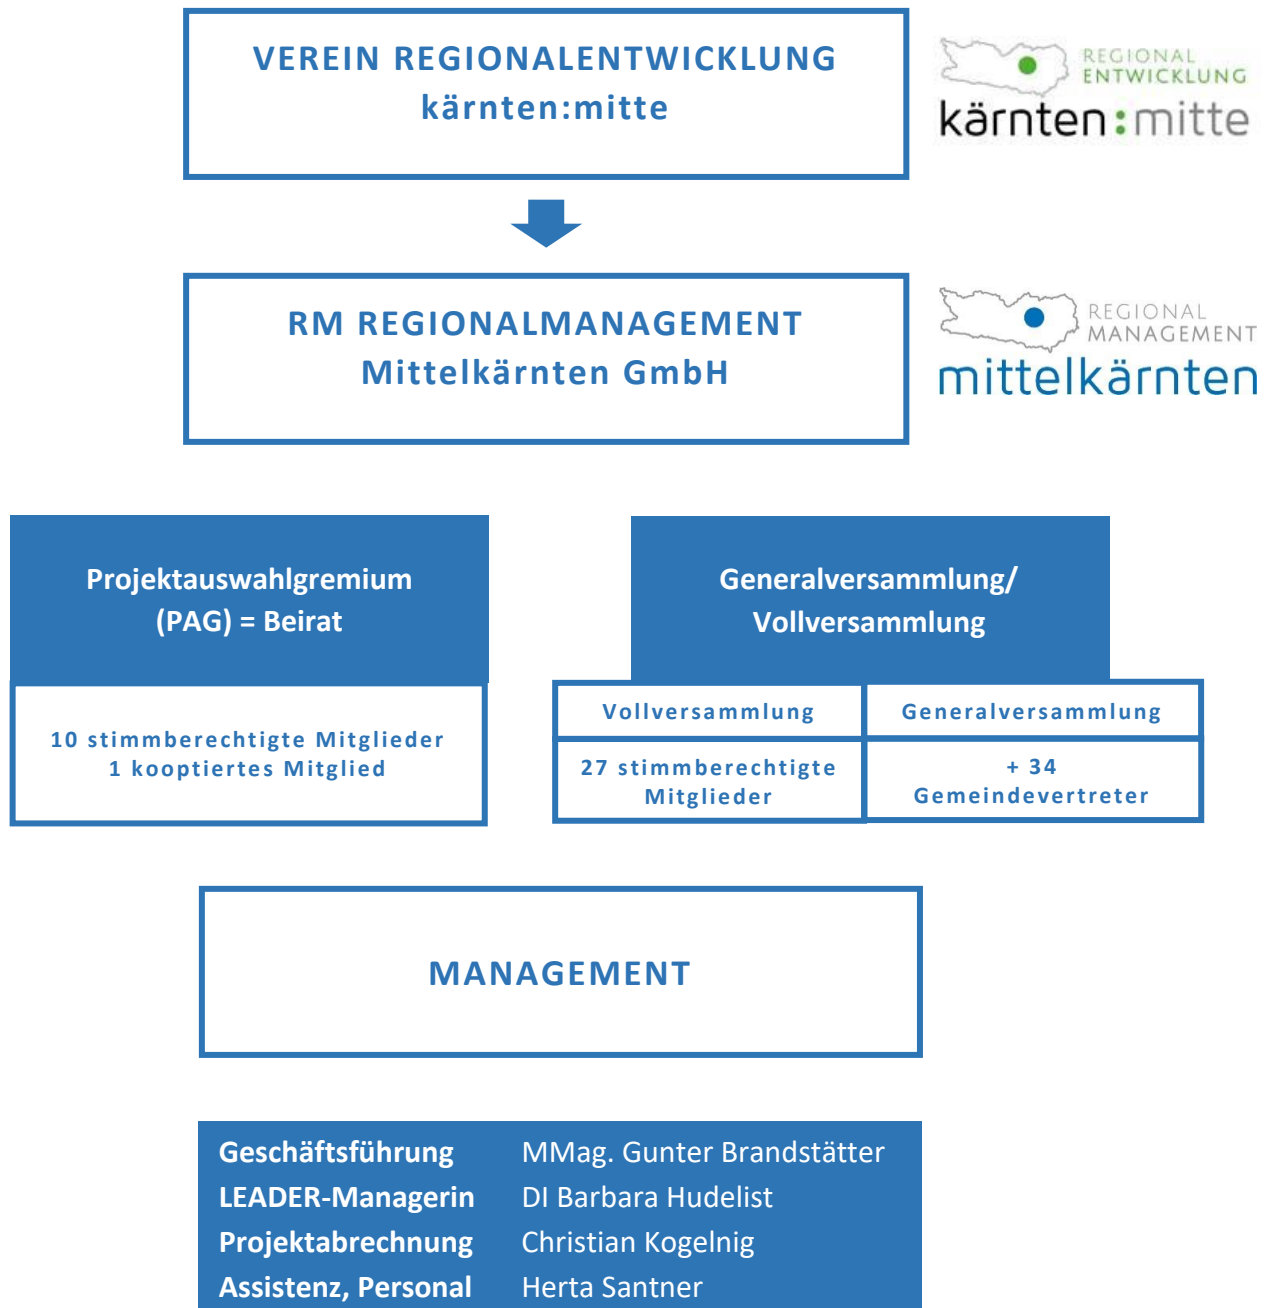 VEREIN REGIONALENTWICKLUNG
kärnten:mitte
REGIONAL
ENTWICKLUNG
kärnten:mitte
RM REGIONALMANAGEMENT
Mittelkärnten GmbH
REGIONAL
MANAGEMENT
mittelkärnten
Projektauswahlgremium
(PAG) = Beirat
10 stimmberechtigte Mitglieder
1 kooptiertes Mitglied
Generalversammlung/
Vollversammlung
Vollversammlung
Generalversammlung
27 stimmberechtigte
Mitglieder
+ 34
Gemeindevertreter
MANAGEMENT
Geschäftsführung MMag. Gunter Brandstätter
LEADER-Managerin DI Barbara Hudelist
Projektabrechnung Christian Kogelnig
Assistenz, Personal Herta Santner